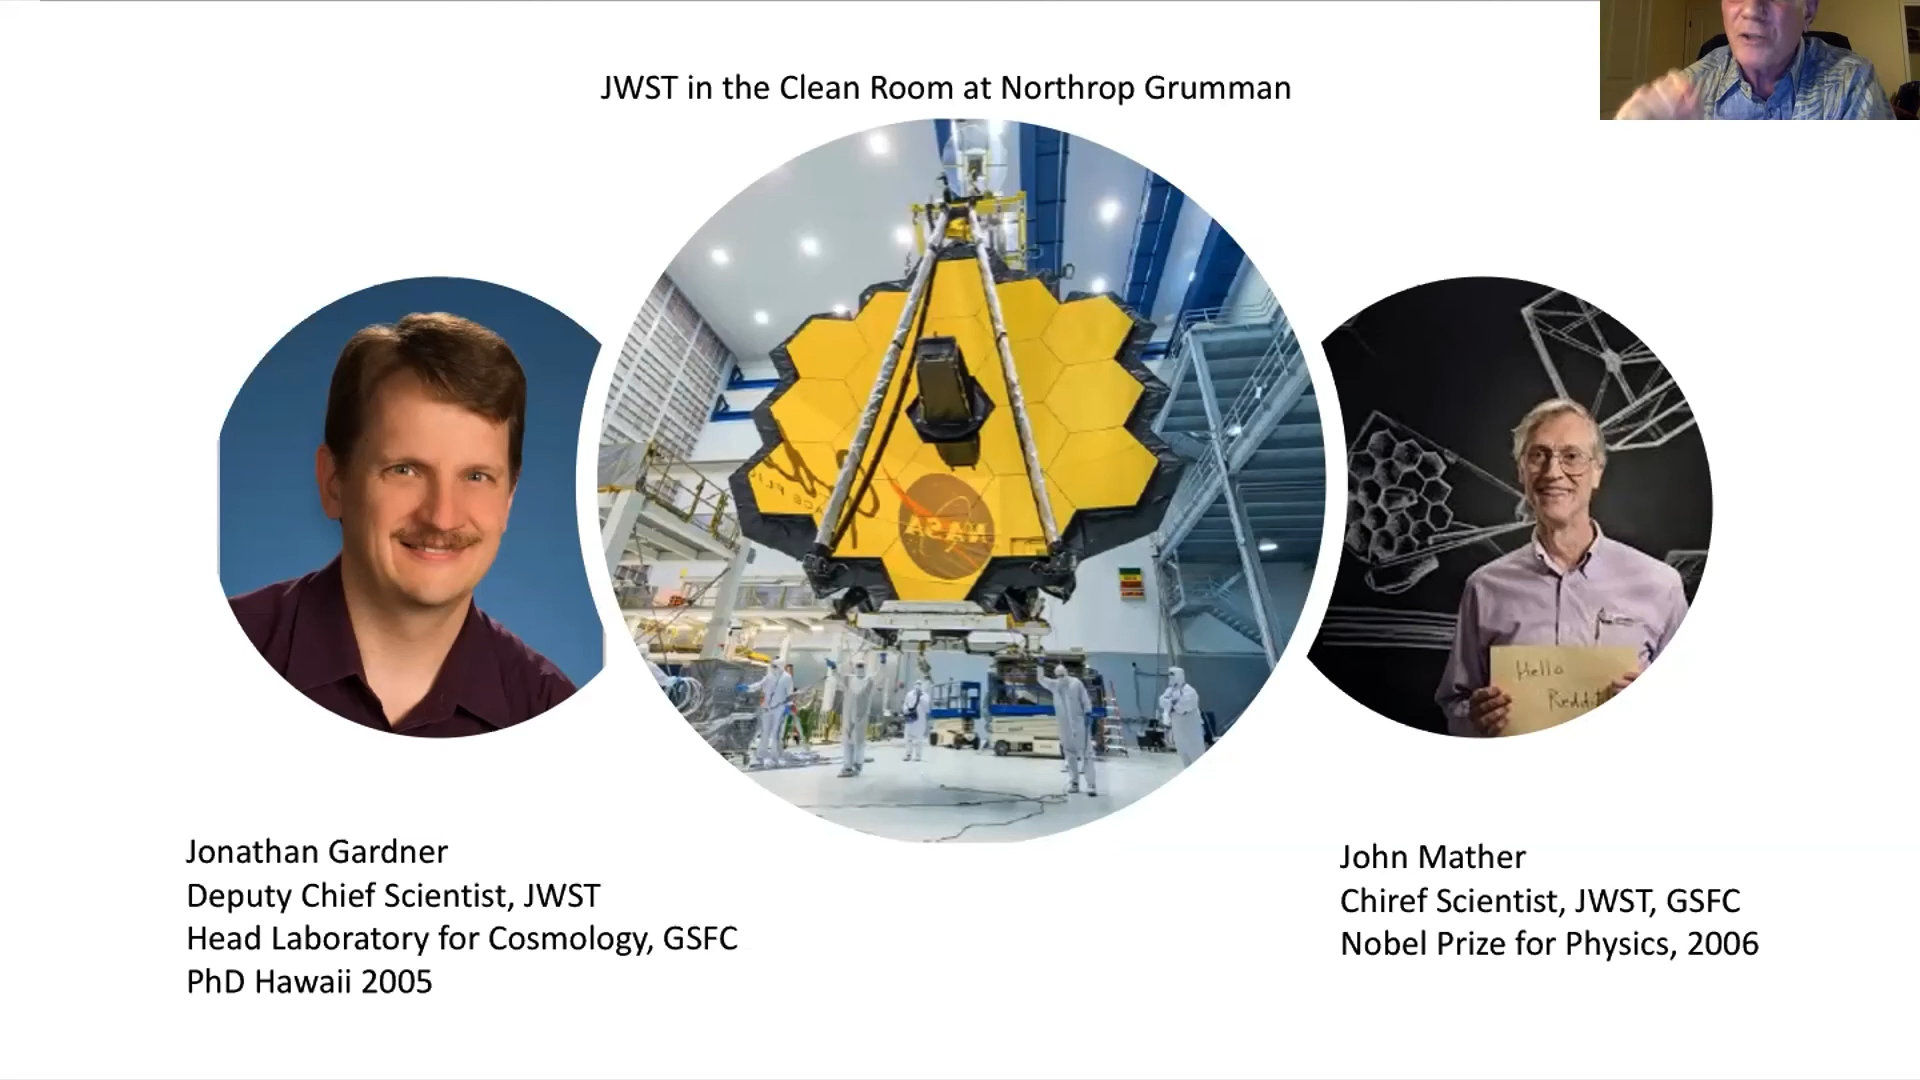 JWST in the Clean Room at Northrop Grumman
NASA
Hello
Reddit
Jonathan Gardner
Deputy Chief Scientist, JWST
Head Laboratory for Cosmology, GSFC
PhD Hawaii 2005
John Mather
Chiref Scientist, JWST, GSFC
Nobel Prize for Physics, 2006